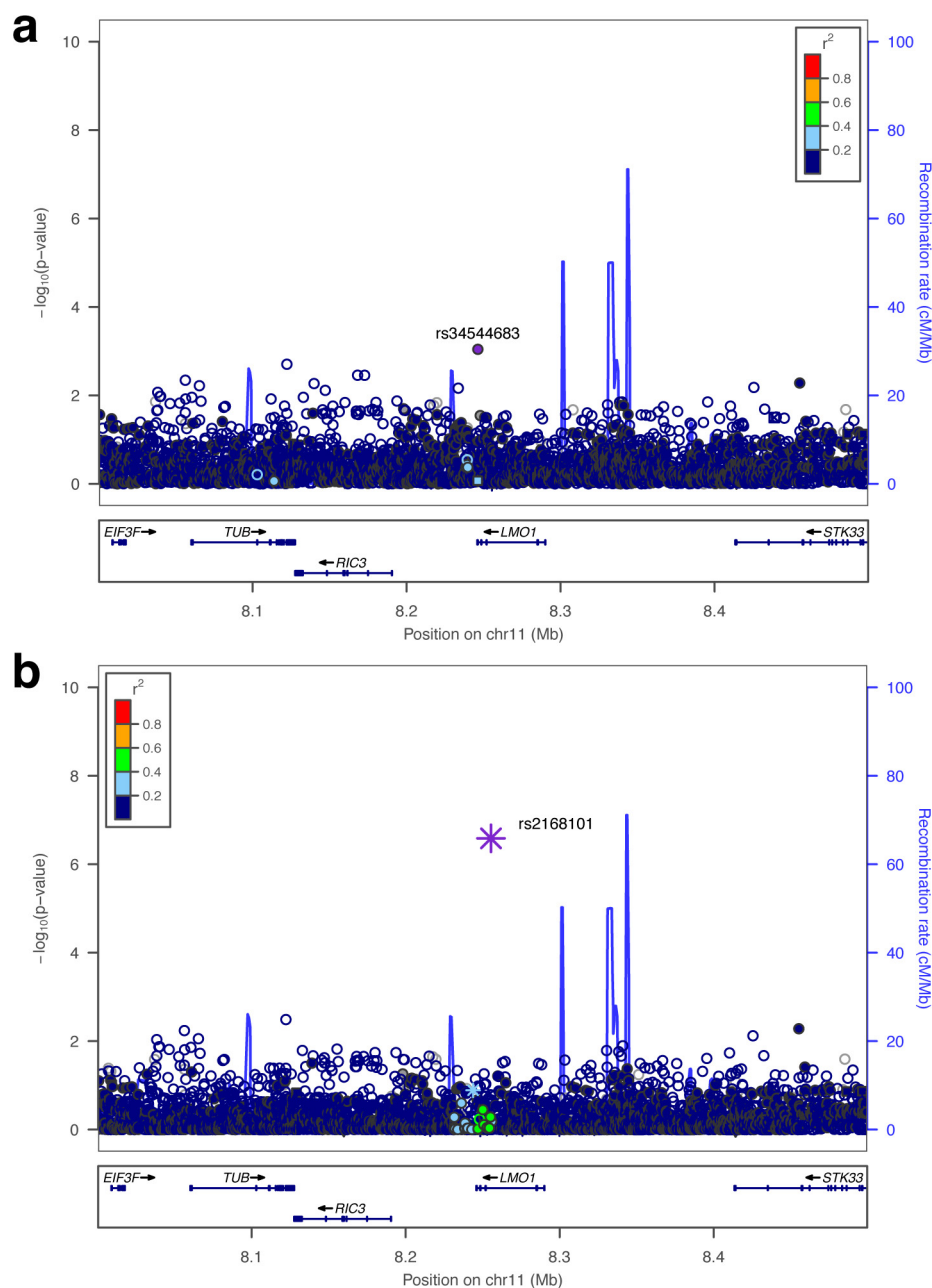 a
r2
0.8
0.6
0.4
0.2
10
8
6
4
2
0
−log10(p−value)
100
80
60
40
20
0
Recombination rate (cM/Mb)
rs34544683
EIF3F→
TUB→
←LMO1
←STK33
←RIC3
8.1 8.2 8.3 8.4
Position on chr11 (Mb)
b
r2
0.8
0.6
0.4
0.2
10
8
6
4
2
0
−log10(p−value)
100
80
60
40
20
0
Recombination rate (cM/Mb)
rs2168101
EIF3F→
TUB→
←LMO1
←STK33
←RIC3
8.1 8.2 8.3 8.4
Position on chr11 (Mb)